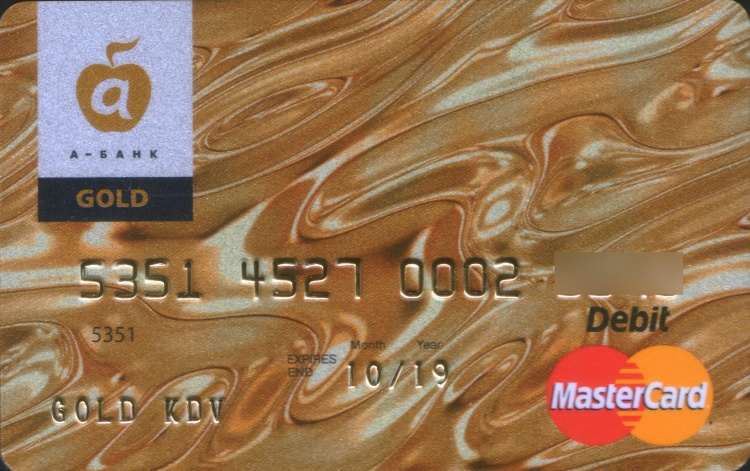 a
А-БАНК
GOLD
5351 4527 0002
5351
Debit
Month Year
EXPIRES END
10/19
GOLD KDV
MasterCard